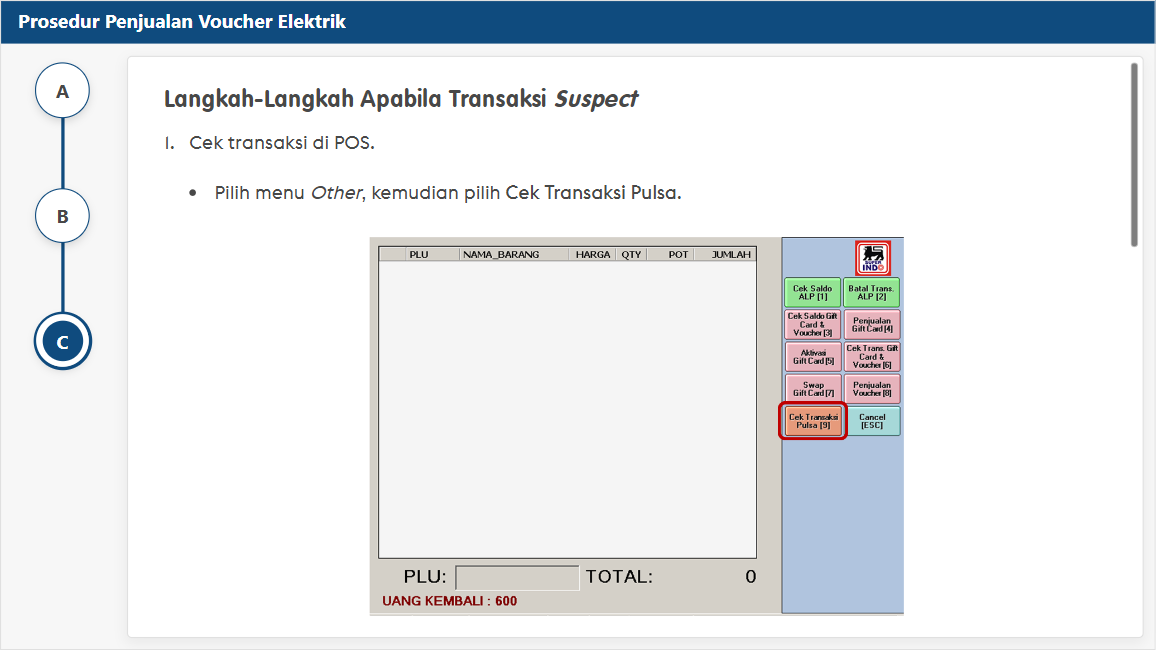 Prosedur Penjualan Voucher Elektrik
A
B
C
Langkah-Langkah Apabila Transaksi Suspect
1. Cek transaksi di POS.
• Pilih menu Other, kemudian pilih Cek Transaksi Pulsa.
PLU NAMA_BARANG HARGA QTY POT JUMLAH
SUPER
INDO
Cek Saldo
ALP [1]
Batal Trans.
ALP [2]
Cek Saldo Gift
Card &
Voucher [3]
Penjualan
Gift Card [4]
Aktivasi
Gift Card [5]
Cek Trans. Gift
Card &
Voucher [6]
Swap
Gift Card [7]
Penjualan
Voucher [8]
Cek Transaksi
Pulsa [9]
Cancel
[ESC]
PLU: TOTAL: 0
UANG KEMBALI : 600